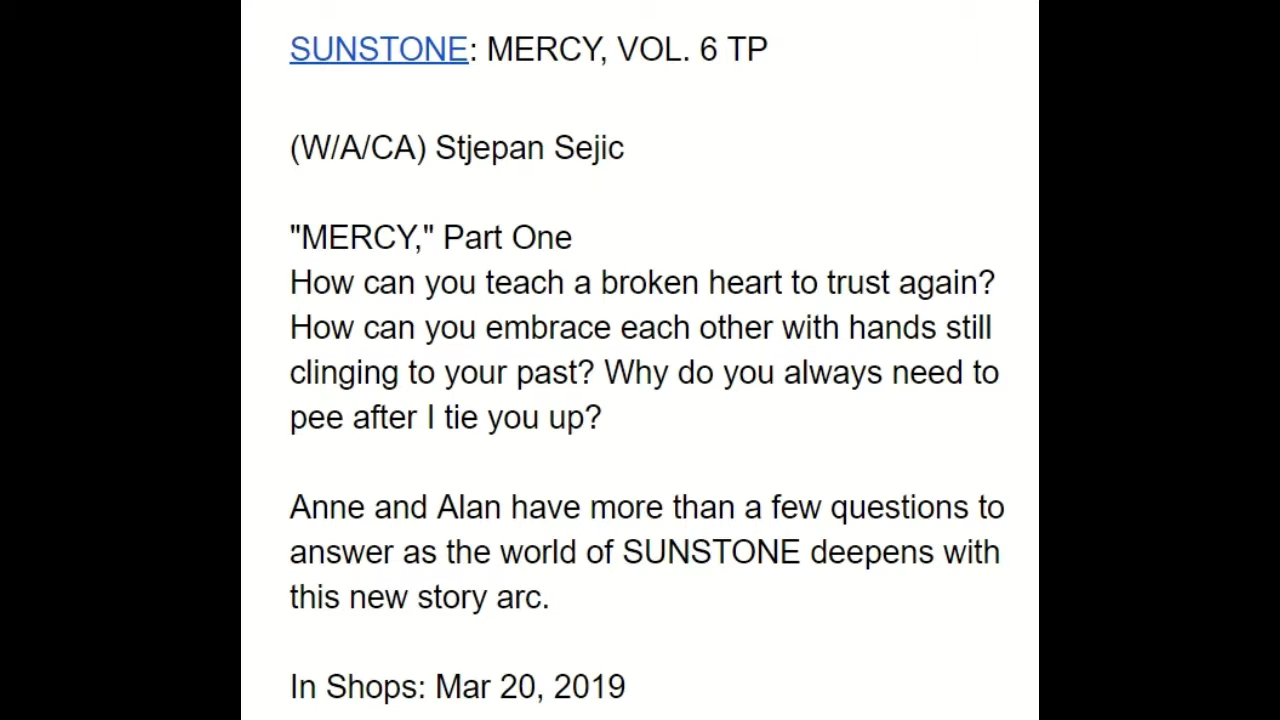 SUNSTONE: MERCY, VOL. 6 TP
(W/A/CA) Stjepan Sejic
"MERCY," Part One
How can you teach a broken heart to trust again?
How can you embrace each other with hands still
clinging to your past? Why do you always need to
pee after I tie you up?
Anne and Alan have more than a few questions to
answer as the world of SUNSTONE deepens with
this new story arc.
In Shops: Mar 20, 2019